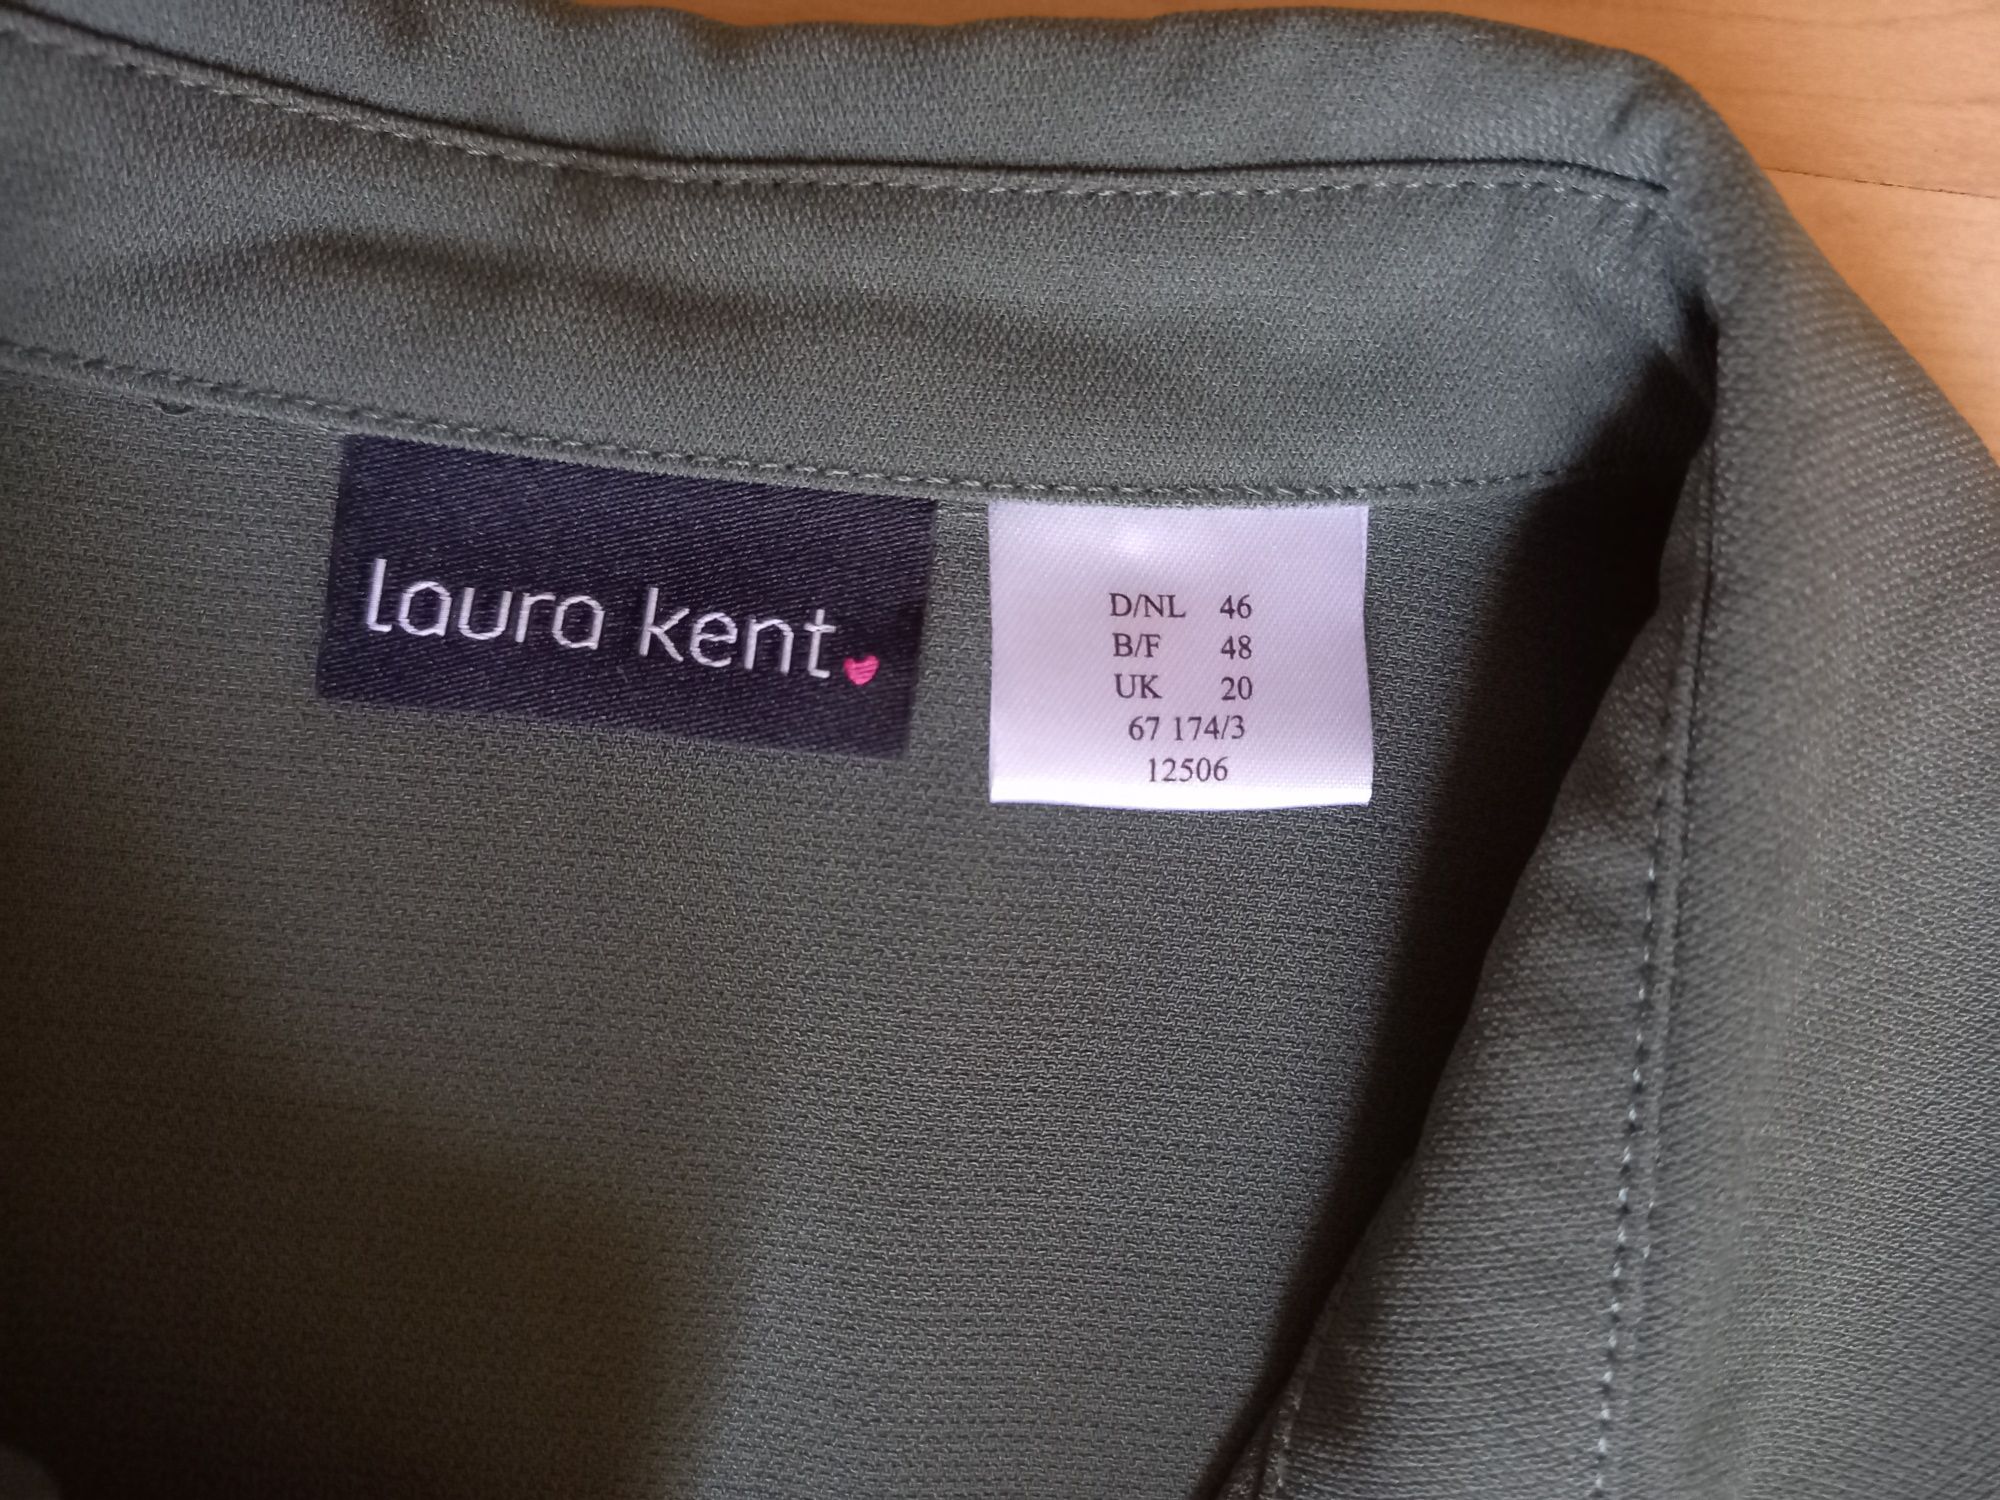 laura kent.
D/NL 46
B/F 48
UK 20
67 174/3
12506